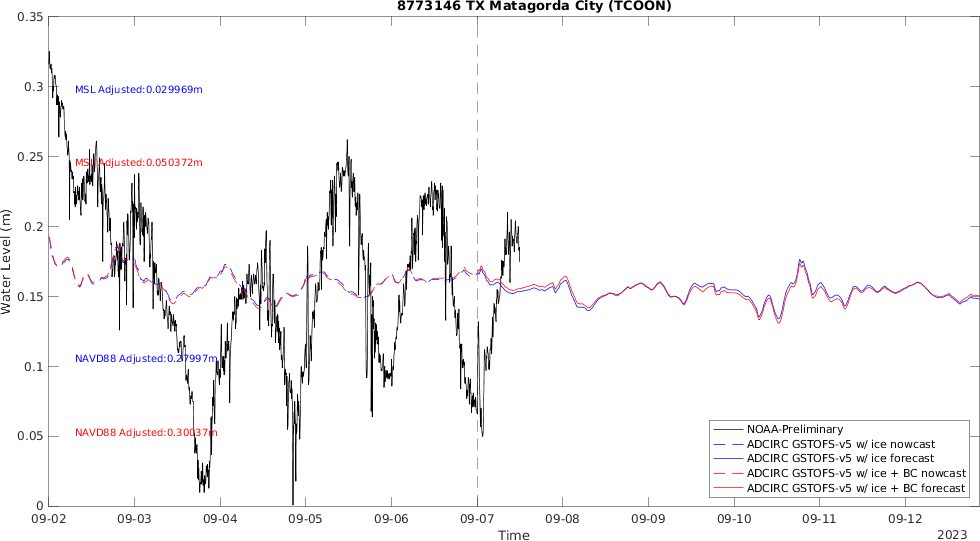 8773146 TX Matagorda City (TCOON)
0.35
0.3
0.25
0.2
0.15
0.1
0.05
0
Water Level (m)
MSL Adjusted:0.029969m
MSL Adjusted:0.050372m
NAVD88 Adjusted:0.27997m
NAVD88 Adjusted:0.30037m
NOAA-Preliminary
ADCIRC GSTOFS-v5 w/ ice nowcast
ADCIRC GSTOFS-v5 w/ ice forecast
ADCIRC GSTOFS-v5 w/ ice + BC nowcast
ADCIRC GSTOFS-v5 w/ ice + BC forecast
09-02 09-03 09-04 09-05 09-06 09-07 09-08 09-09 09-10 09-11 09-12
Time
2023